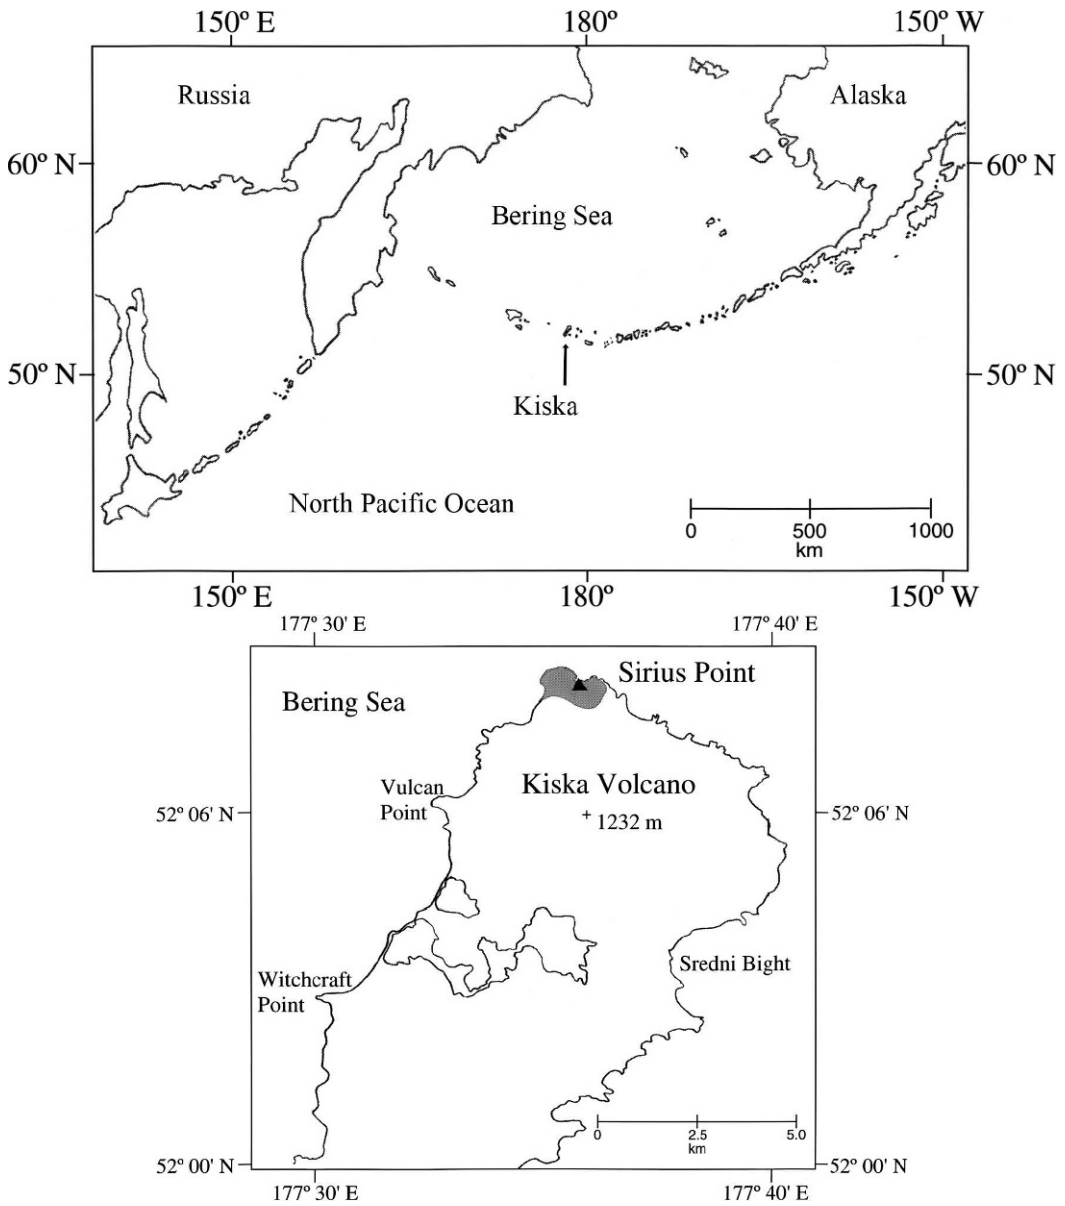 150º E 180º 150º W
Russia Alaska
60º N 60º N
Bering Sea
50º N 50º N
Kiska
North Pacific Ocean
0 500 1000
km
150º E 180º 150º W
177º 30' E 177º 40' E
Sirius Point
Bering Sea
Kiska Volcano
Vulcan
Point
52º 06' N + 1232 m 52º 06' N
Sredni Bight
Witchcraft
Point
0 2.5 5.0
km
52º 00' N 52º 00' N
177º 30' E 177º 40' E